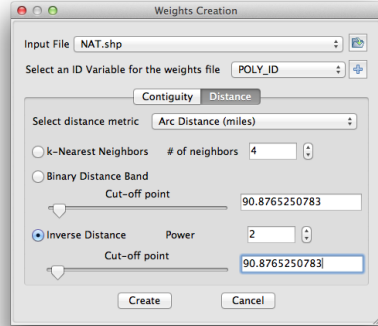 Weights Creation
Input File NAT.shp
Select an ID Variable for the weights file POLY_ID
Contiguity Distance
Select distance metric Arc Distance (miles)
k-Nearest Neighbors # of neighbors 4
Binary Distance Band
Cut-off point
90.8765250783
Inverse Distance Power 2
Cut-off point
90.8765250783
Create Cancel